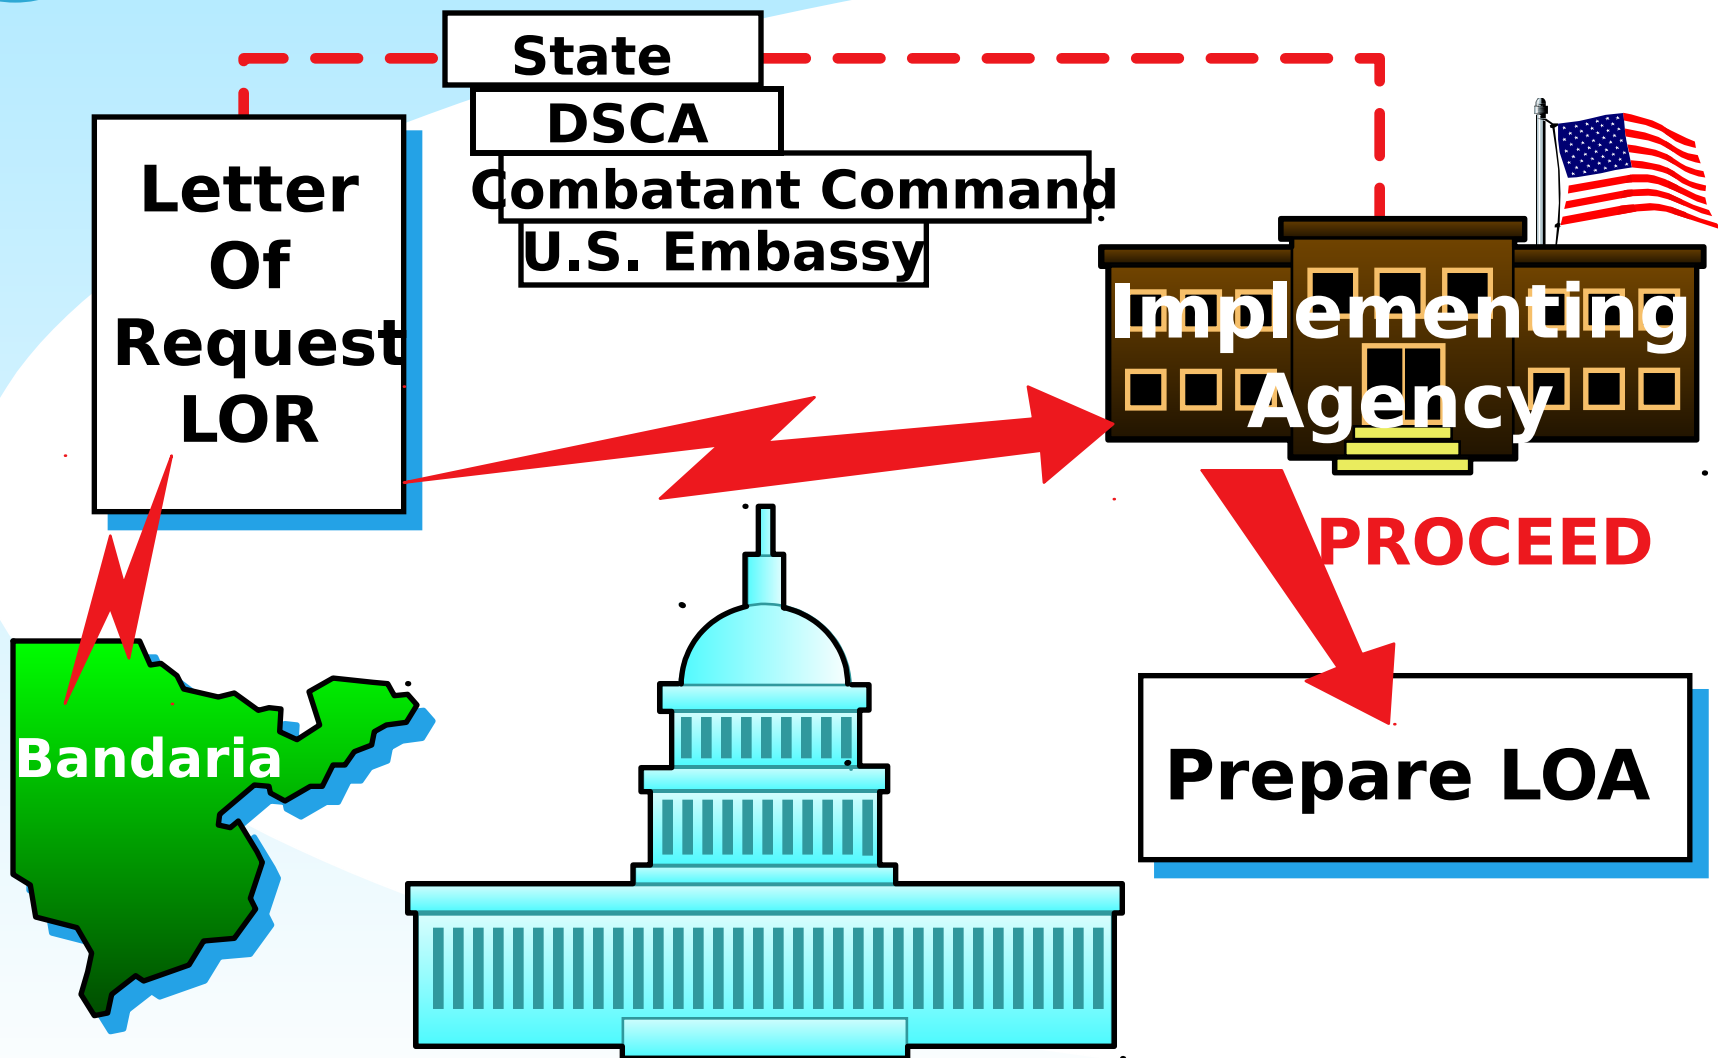 State
DSCA
Combatant Command
U.S. Embassy
Letter
Of
Request
LOR
Implementing
Agency
PROCEED
Bandaria
Prepare LOA